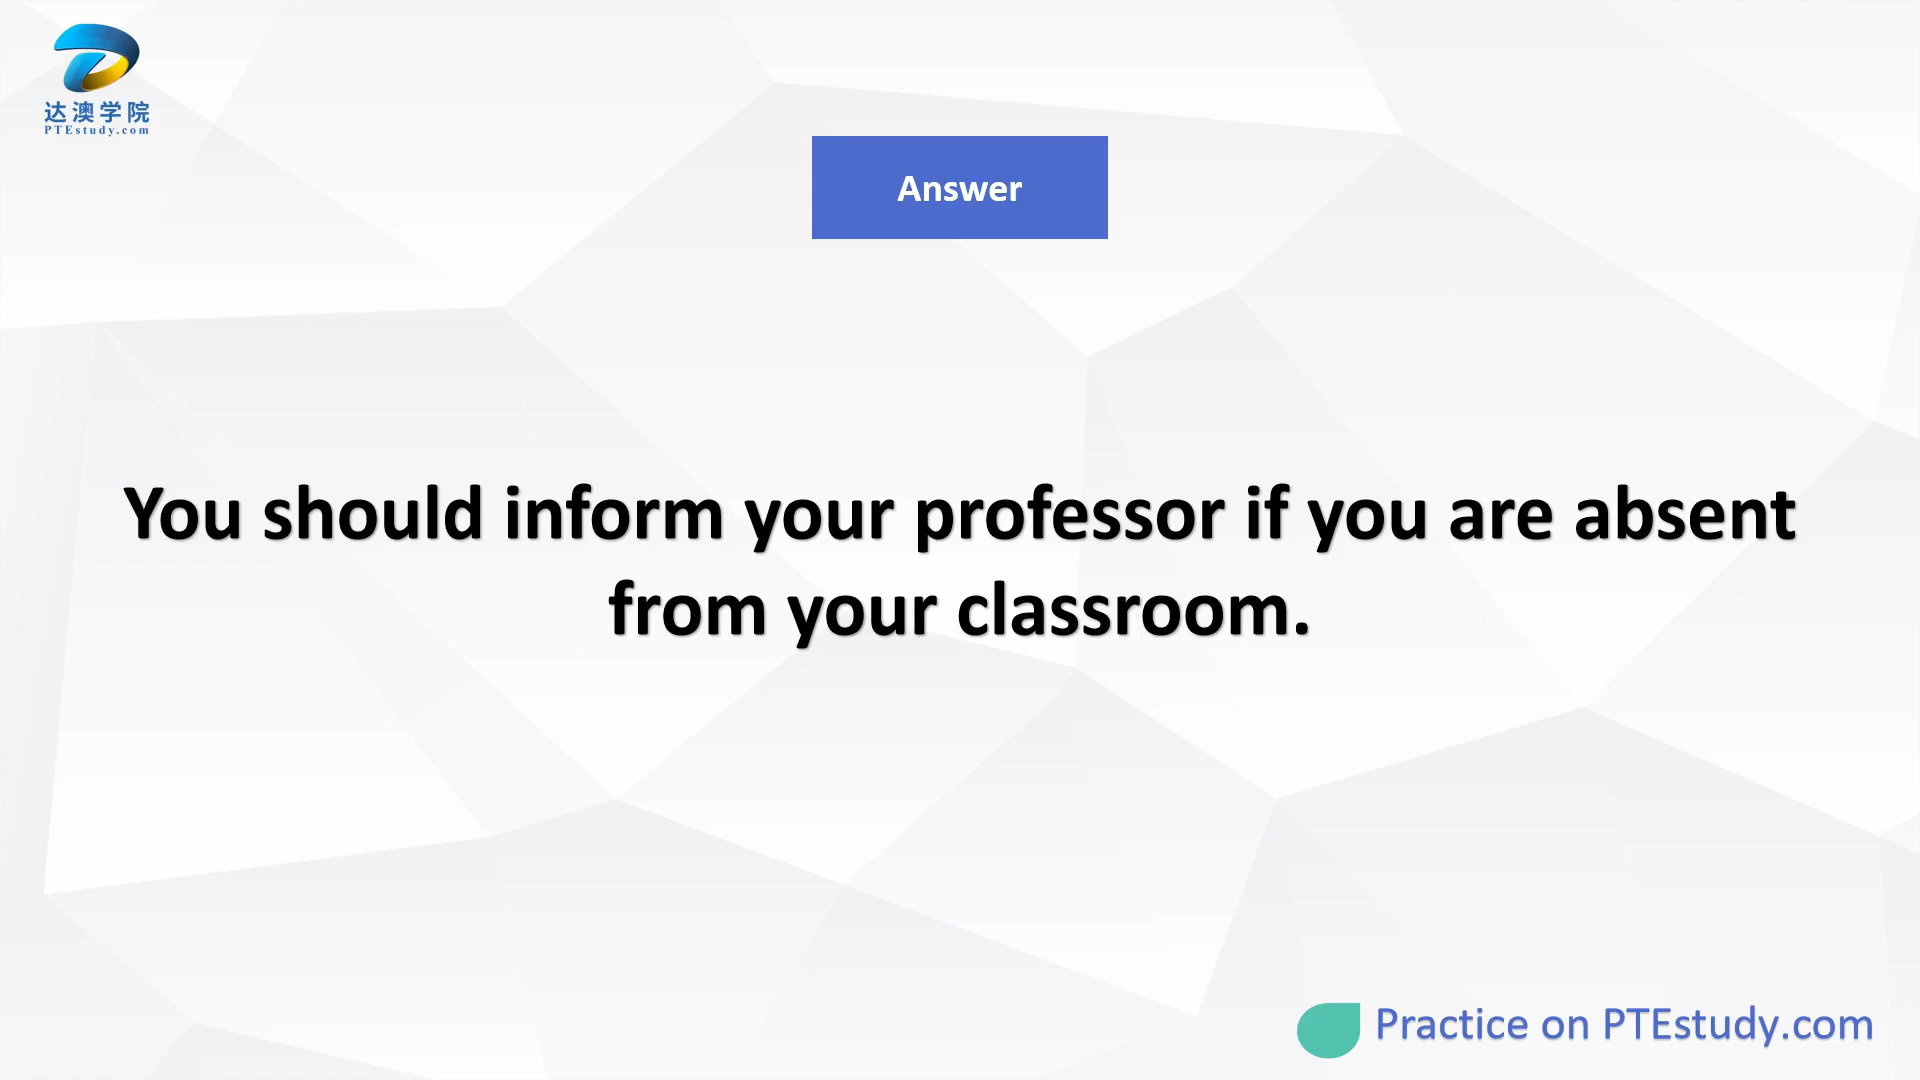 达澳学院
PTEstudy.com
Answer
You should inform your professor if you are absent
from your classroom.
Practice on PTEstudy.com